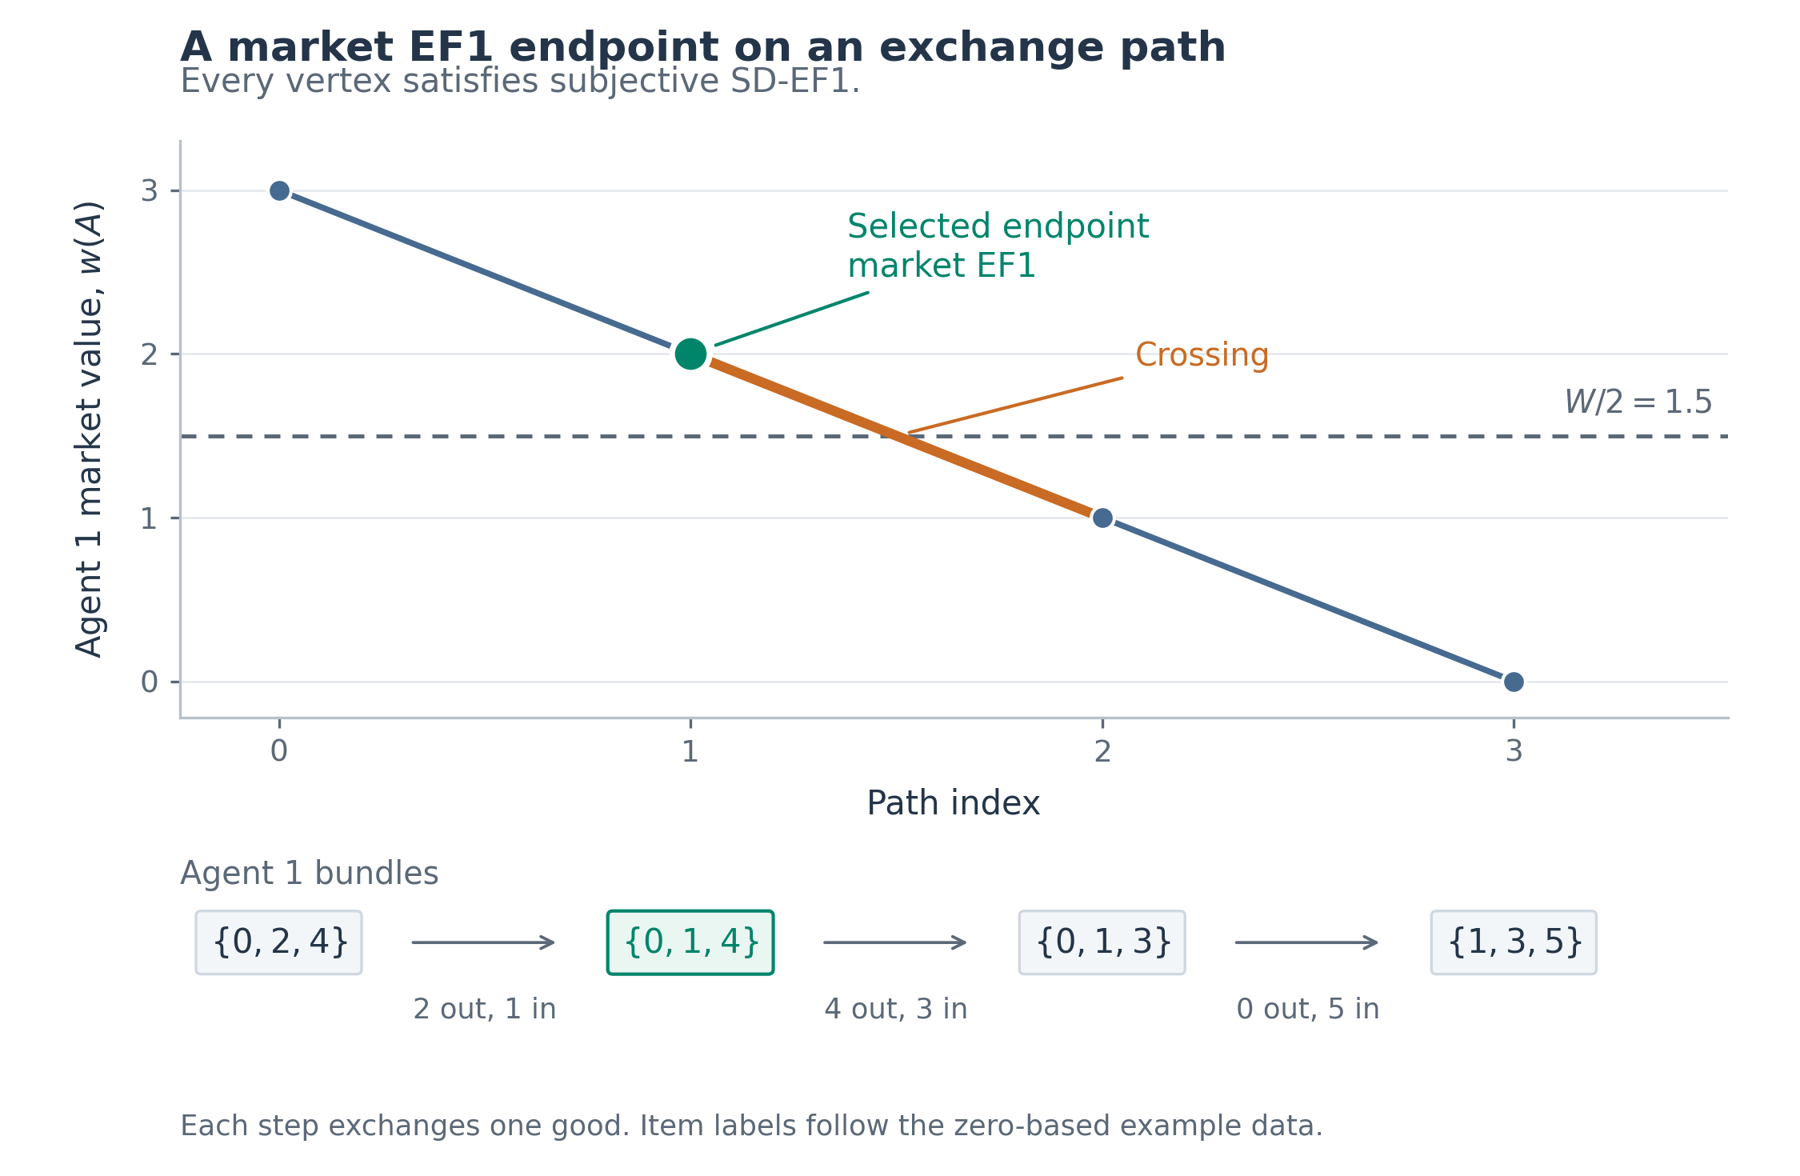 A market EF1 endpoint on an exchange path
Every vertex satisfies subjective SD-EF1.
Agent 1 market value, w(A)
3
2
1
0
Selected endpoint
market EF1
Crossing
W/2 = 1.5
0 1 2 3
Path index
Agent 1 bundles
{0, 2, 4} {0, 1, 4} {0, 1, 3} {1, 3, 5}
2 out, 1 in 4 out, 3 in 0 out, 5 in
Each step exchanges one good. Item labels follow the zero-based example data.